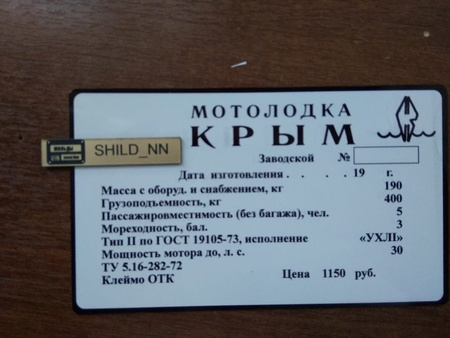 МОТОЛОДКА
КРЫМ
SHILD_NN
Заводской №
Дата изготовления . . . . 19 г.
Масса с оборуд. и снабжением, кг 190
Грузоподъемность, кг 400
Пассажировместимость (без багажа), чел. 5
Мореходность, бал. 3
Тип II по ГОСТ 19105-73, исполнение «УХЛI»
Мощность мотора до, л. с. 30
ТУ 5.16-282-72
Клеймо ОТК Цена 1150 руб.